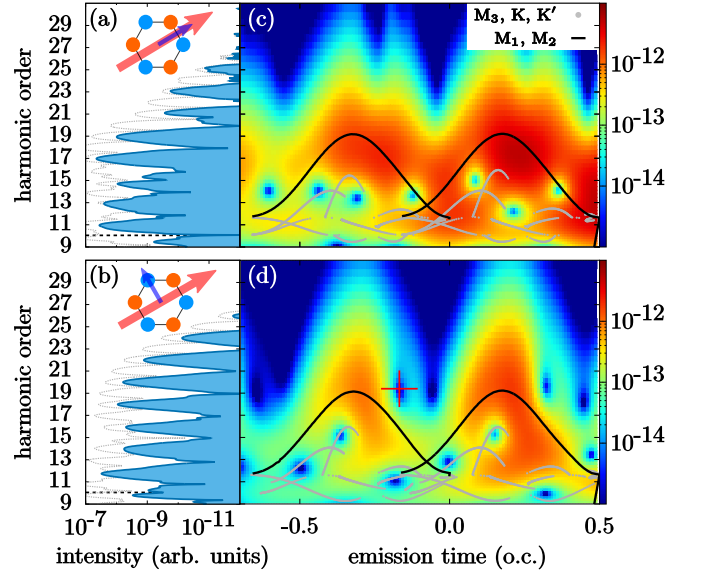 (a)
(c)
M₃, K, K′
M₁, M₂
harmonic order
29
27
25
23
21
19
17
15
13
11
9
10⁻¹²
10⁻¹³
10⁻¹⁴
(b)
(d)
harmonic order
29
27
25
23
21
19
17
15
13
11
9
10⁻¹²
10⁻¹³
10⁻¹⁴
10⁻⁷ 10⁻⁹ 10⁻¹¹
-0.5 0.0 0.5
intensity (arb. units)
emission time (o.c.)